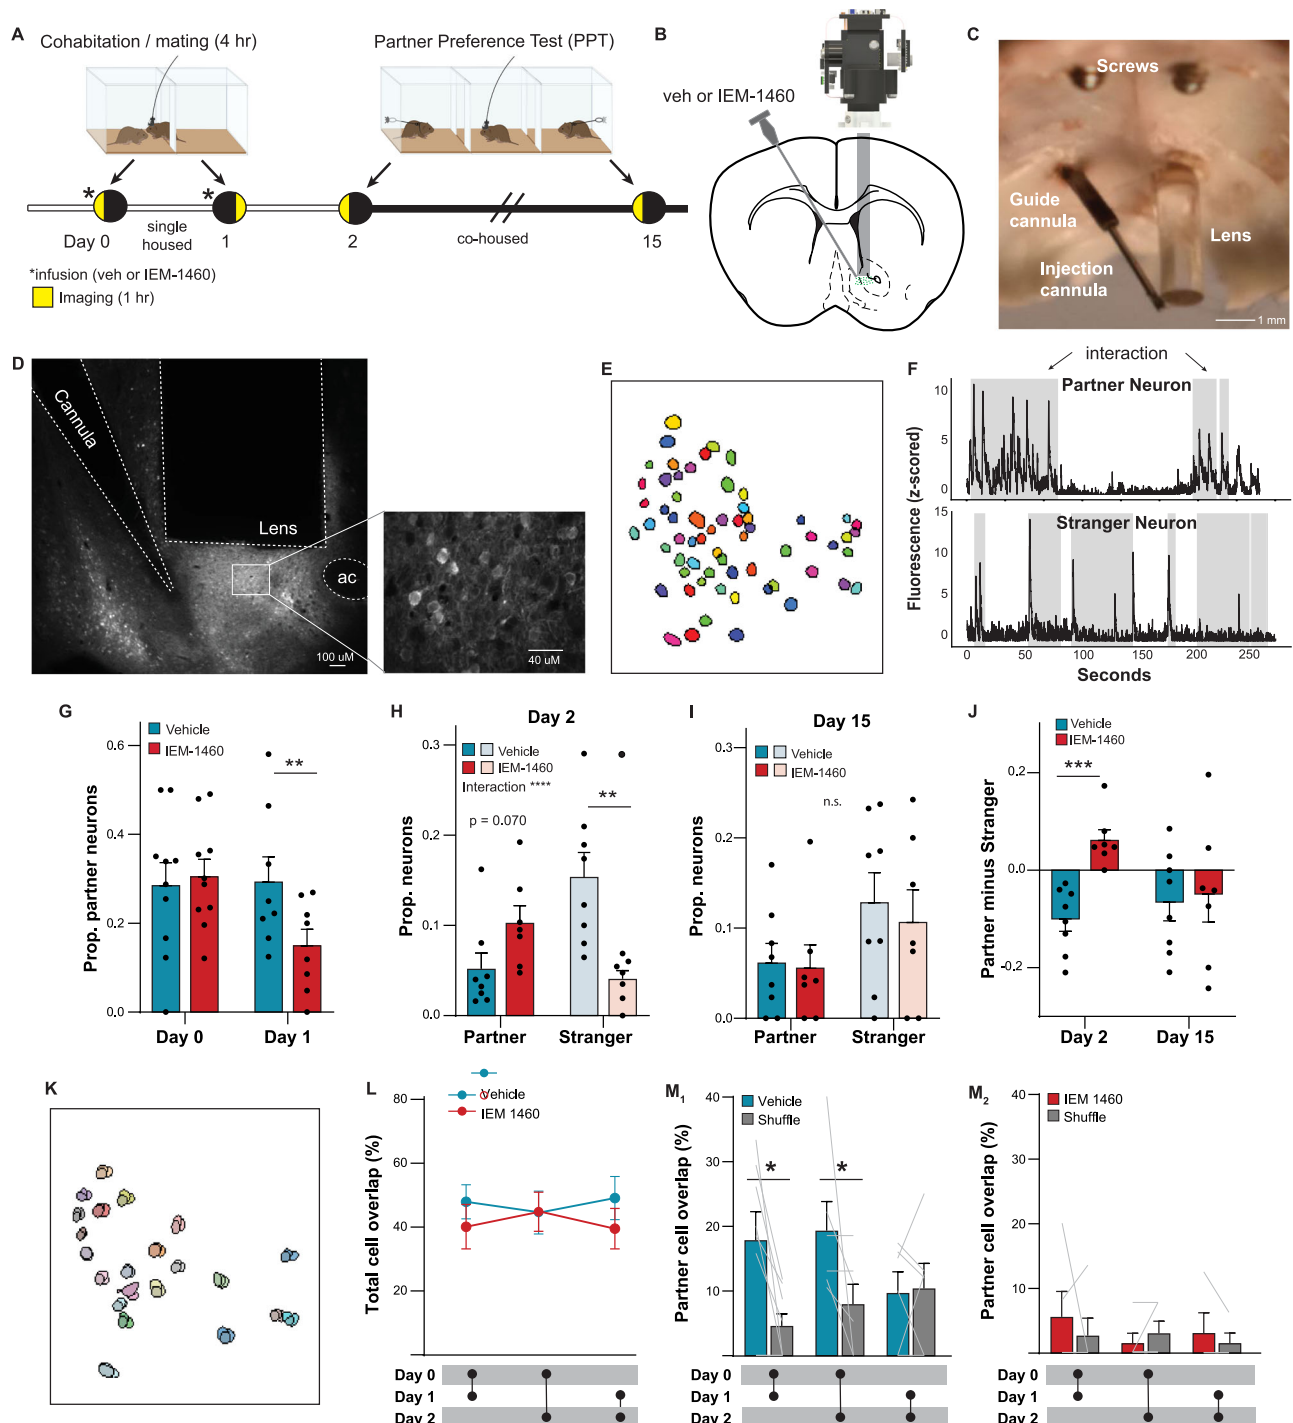 A
Cohabitation / mating (4 hr)
Partner Preference Test (PPT)
*
*
Day 0
single
housed
1
2
co-housed
15
*infusion (veh or IEM-1460)
Imaging (1 hr)
B
veh or IEM-1460
C
Screws
Guide
cannula
Lens
Injection
cannula
1 mm
D
Cannula
Lens
ac
100 uM
40 uM
E
F
interaction
Partner Neuron
10
5
0
Stranger Neuron
15
10
5
0
Fluorescence (z-scored)
0 50 100 150 200 250
Seconds
G
Vehicle
IEM-1460
**
0.6
0.4
0.2
0.0
Prop. partner neurons
Day 0 Day 1
H
Day 2
Vehicle
IEM-1460
Interaction ****
p = 0.070
**
0.3
0.2
0.1
0.0
Prop. neurons
Partner Stranger
I
Day 15
Vehicle
IEM-1460
n.s.
0.3
0.2
0.1
0.0
Prop. neurons
Partner Stranger
J
Vehicle
IEM-1460
***
0.2
0.0
-0.2
Partner minus Stranger
Day 2 Day 15
K
L
Vehicle
IEM 1460
80
60
40
20
Total cell overlap (%)
Day 0
Day 1
Day 2
M1
Vehicle
Shuffle
* *
40
30
20
10
0
Partner cell overlap (%)
Day 0
Day 1
Day 2
M2
IEM 1460
Shuffle
40
30
20
10
0
Partner cell overlap (%)
Day 0
Day 1
Day 2